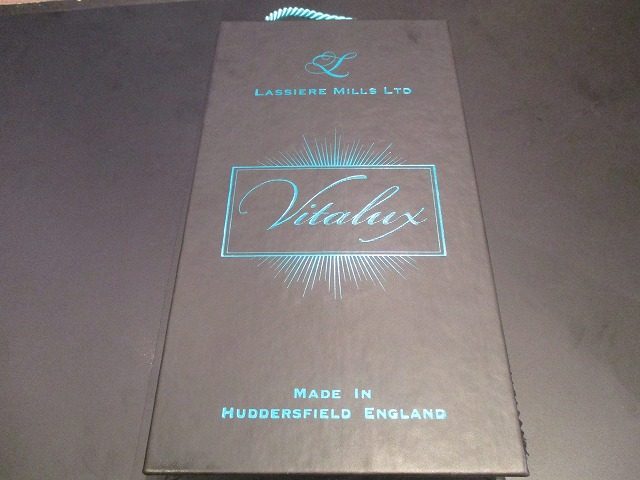 L
LASSIERE MILLS LTD
Vitalux
MADE IN
HUDDERSFIELD ENGLAND